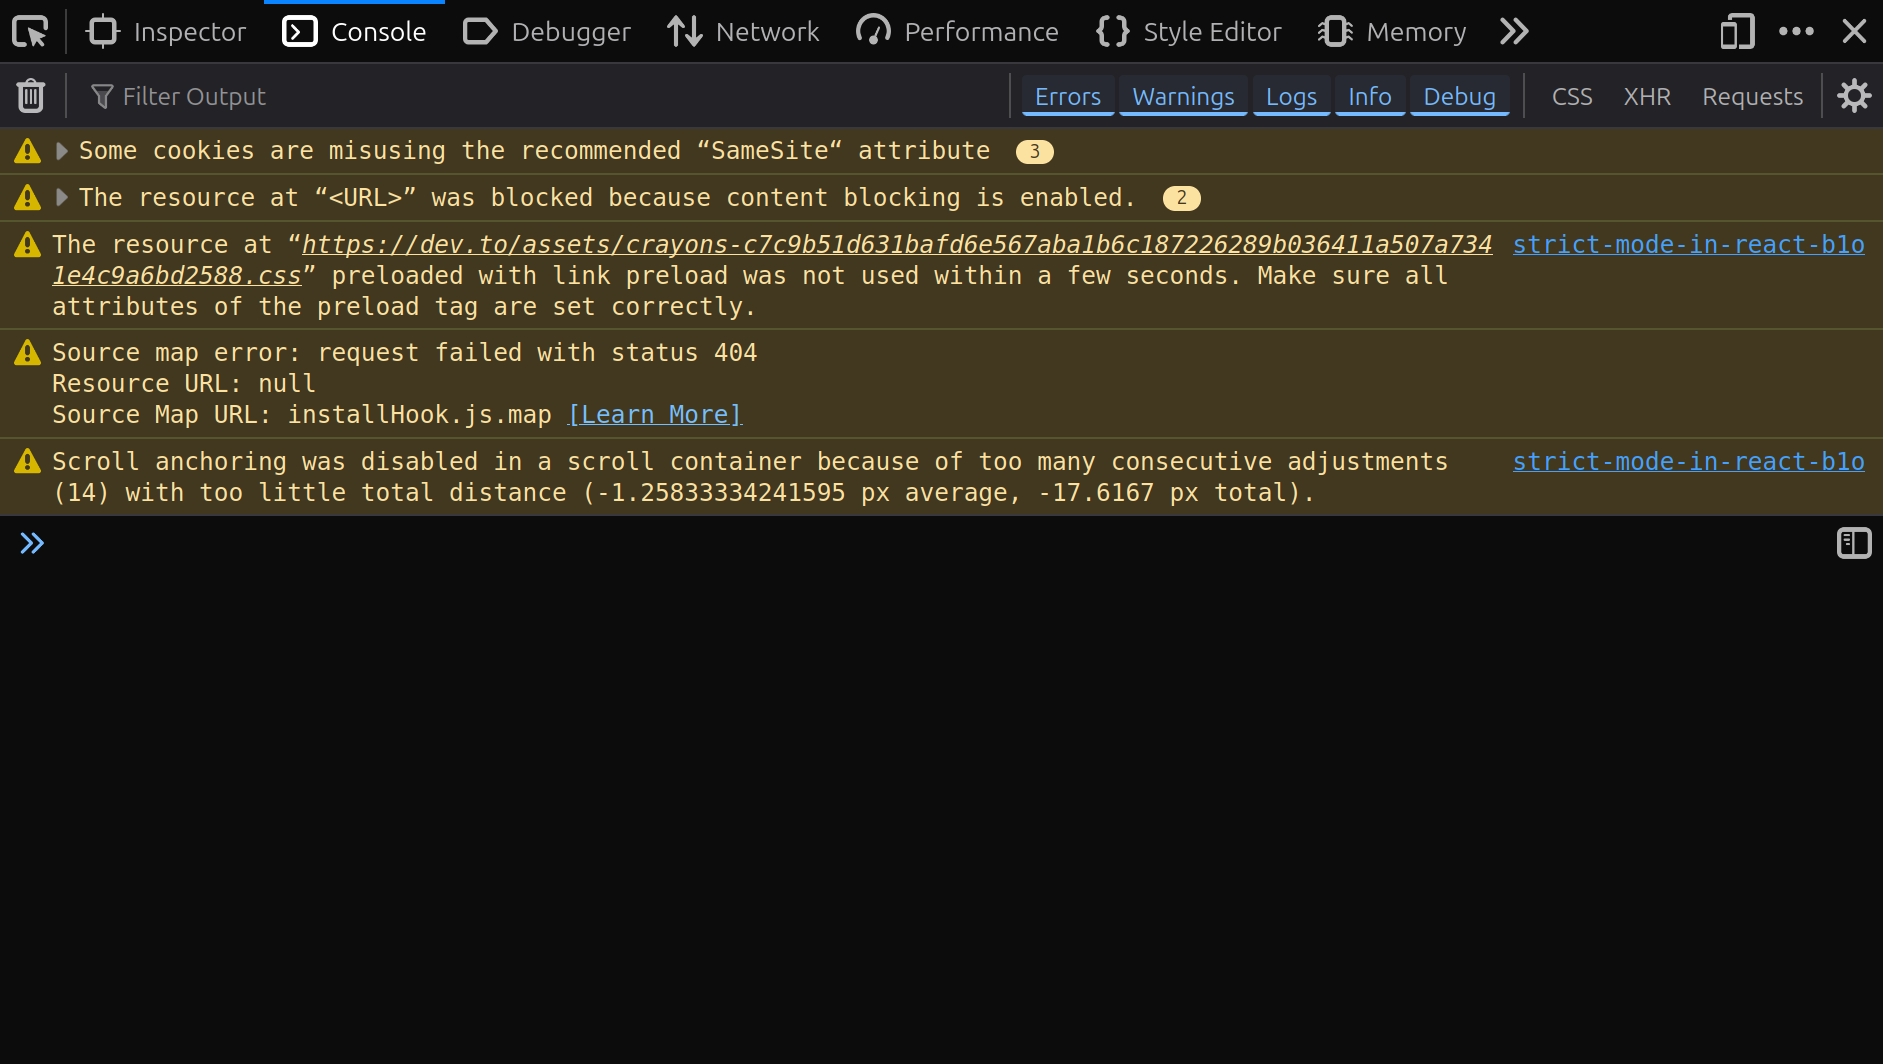 Inspector Console Debugger Network Performance Style Editor Memory
Filter Output Errors Warnings Logs Info Debug CSS XHR Requests
Some cookies are misusing the recommended “SameSite“ attribute 3
The resource at “<URL>” was blocked because content blocking is enabled. 2
The resource at “https://dev.to/assets/crayons-c7c9b51d631bafd6e567aba1b6c187226289b036411a507a734 strict-mode-in-react-b1o
1e4c9a6bd2588.css” preloaded with link preload was not used within a few seconds. Make sure all
attributes of the preload tag are set correctly.
Source map error: request failed with status 404
Resource URL: null
Source Map URL: installHook.js.map [Learn More]
Scroll anchoring was disabled in a scroll container because of too many consecutive adjustments strict-mode-in-react-b1o
(14) with too little total distance (-1.25833334241595 px average, -17.6167 px total).